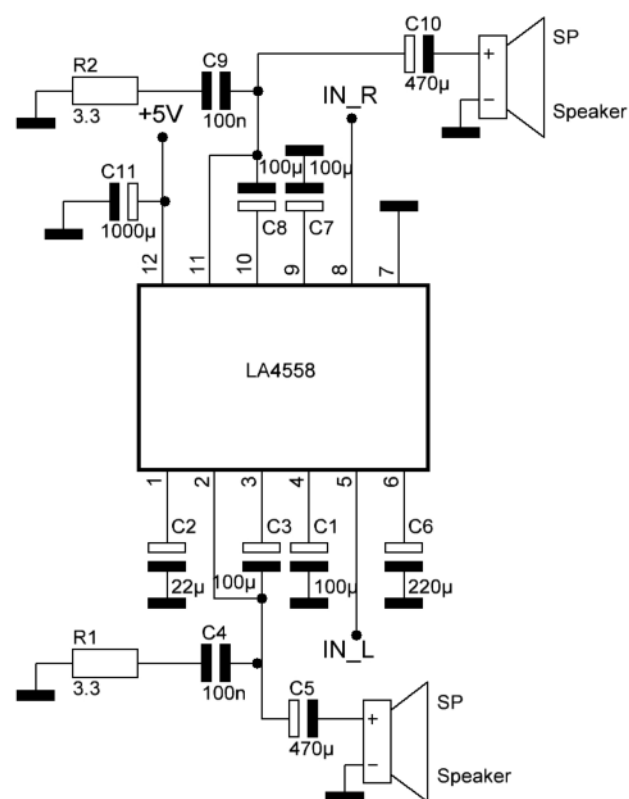 C10
SP
470µ
+
−
Speaker
R2
3.3
C9
100n
+5V
IN_R
C11
1000µ
100µ
100µ
C8
C7
12
11
10
9
8
7
LA4558
1
2
3
4
5
6
C2
C3
C1
C6
22µ
100µ
100µ
220µ
IN_L
R1
3.3
C4
100n
C5
470µ
+
−
SP
Speaker